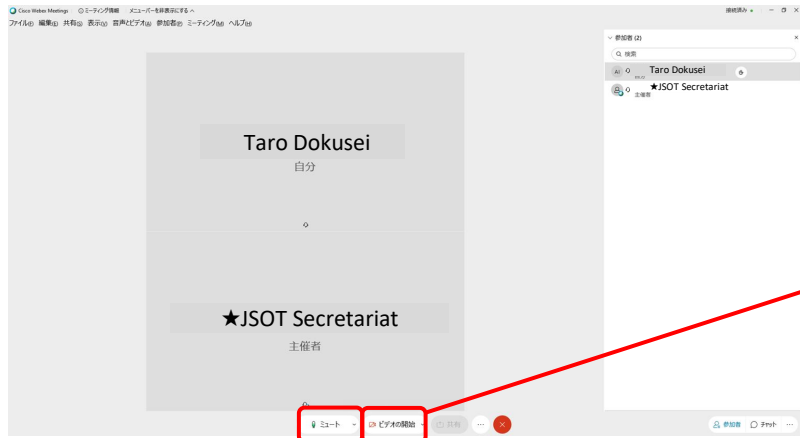 Cisco Webex Meetings ミーティング情報 メニューバーを非表示にする 接続済み
ファイル(F) 編集(E) 共有(S) 表示(V) 音声とビデオ(A) 参加者(P) ミーティング(M) ヘルプ(H)
参加者 (2)
検索
Taro Dokusei
★JSOT Secretariat
主催者
Taro Dokusei
自分
★JSOT Secretariat
主催者
ミュート ビデオの開始 共有 参加者 チャット